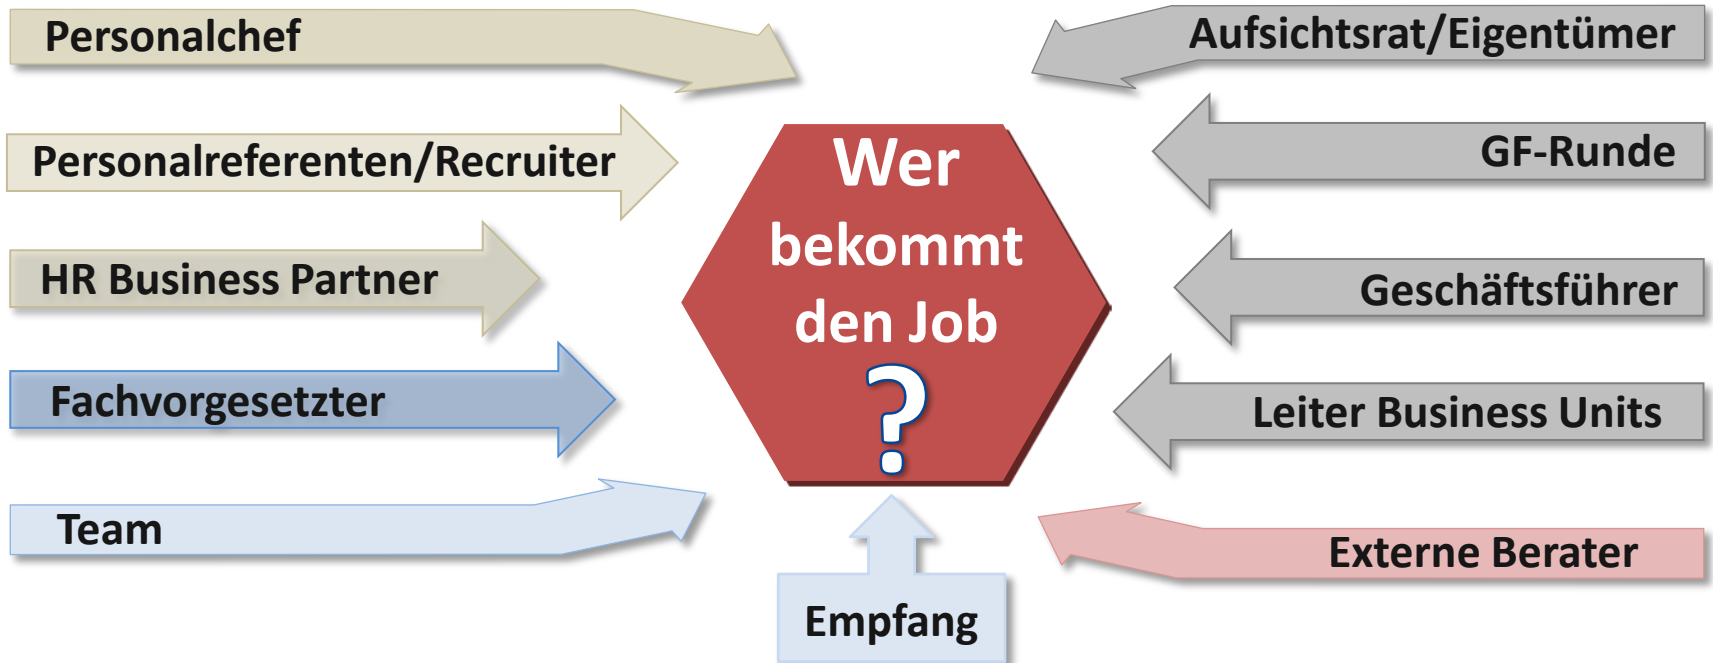 Personalchef
Personalreferenten/Recruiter
HR Business Partner
Fachvorgesetzter
Team
Wer
bekommt
den Job
?
Empfang
Aufsichtsrat/Eigentümer
GF-Runde
Geschäftsführer
Leiter Business Units
Externe Berater